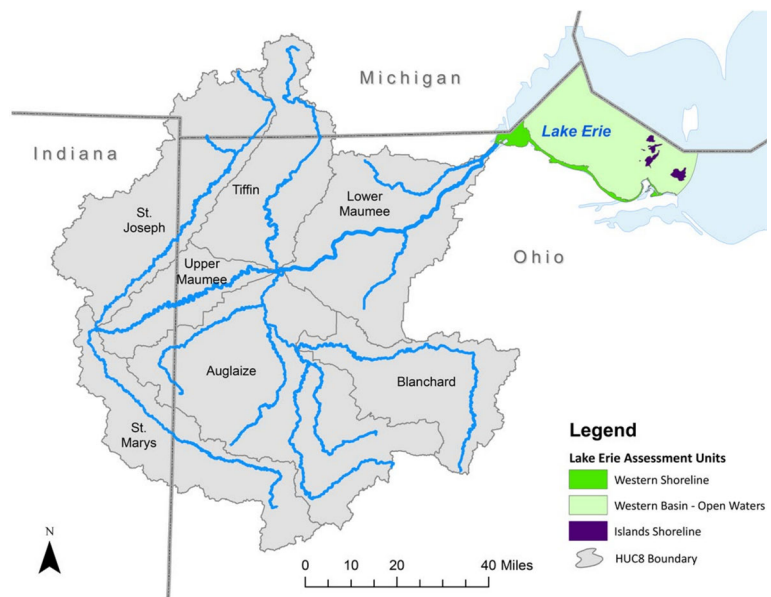 Michigan
Lake Erie
Indiana
Tiffin
Lower
Maumee
St.
Joseph
Ohio
Upper
Maumee
Auglaize
Blanchard
St.
Marys
Legend
Lake Erie Assessment Units
Western Shoreline
Western Basin - Open Waters
Islands Shoreline
HUC8 Boundary
N
0 10 20 40 Miles